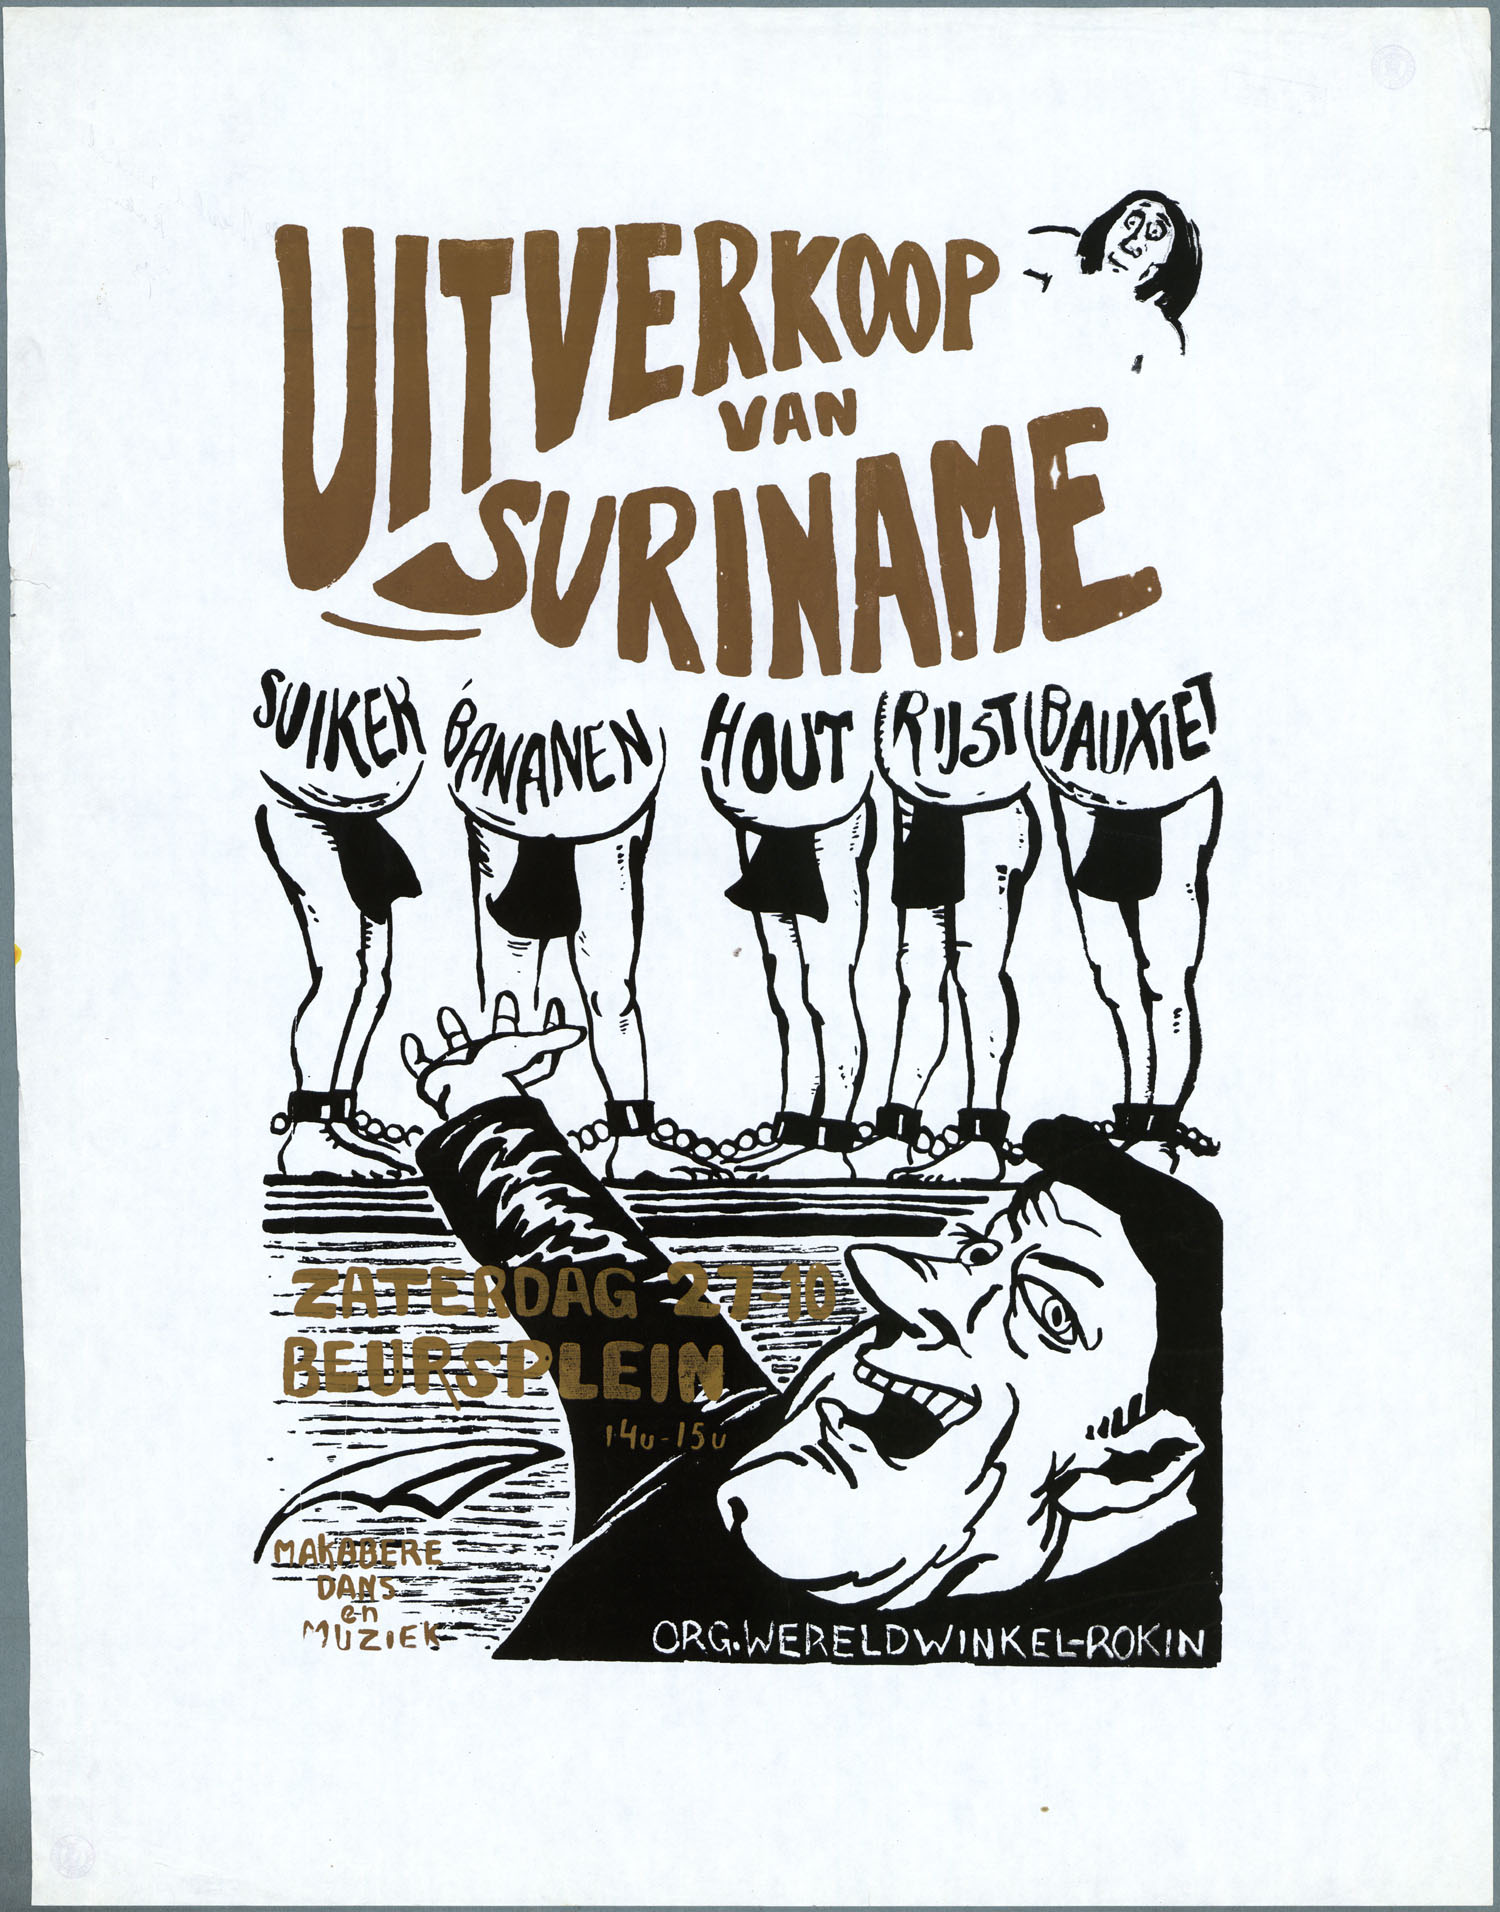 UITVERKOOP
VAN
SURINAME
SUIKER BANANEN HOUT RIJST BAUXIET
ZATERDAG 27-10
BEURSPLEIN
14u-15u
MAKABERE
DANS
en
MUZIEK
ORG.WERELDWINKEL-ROKIN